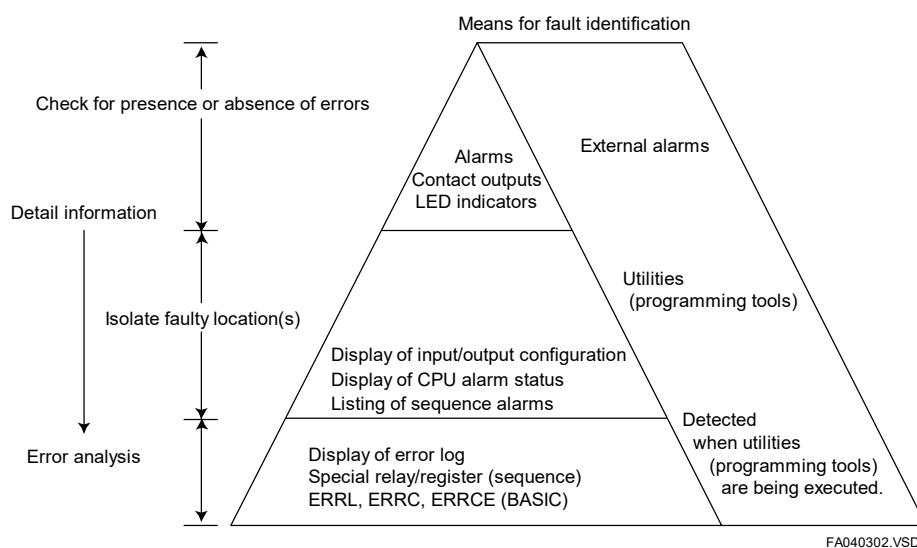 Means for fault identification
Check for presence or absence of errors
External alarms
Alarms
Contact outputs
LED indicators
Detail information
Utilities
(programming tools)
Isolate faulty location(s)
Display of input/output configuration
Display of CPU alarm status
Listing of sequence alarms
Detected
when utilities
(programming tools)
are being executed.
Error analysis
Display of error log
Special relay/register (sequence)
ERRL, ERRC, ERRCE (BASIC)
FA040302.VSD